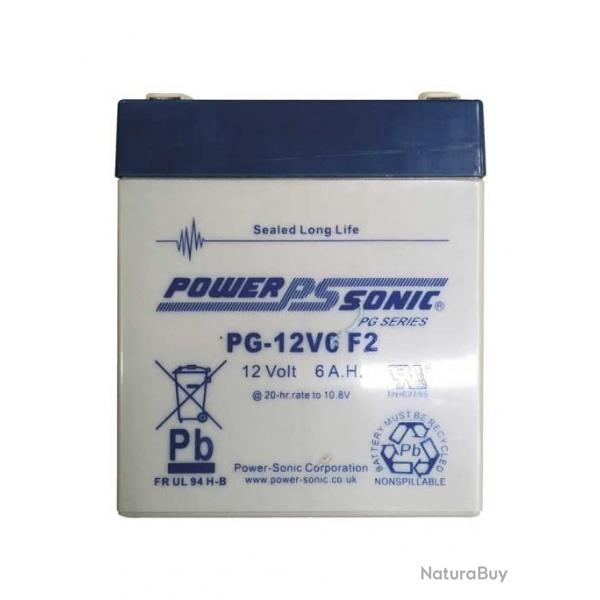 Sealed Long Life
POWER PS SONIC®
PG SERIES
PG-12V6 F2
12 Volt 6 A.H.
@ 20-hr. rate to 10.8V
BATTERY MUST BE RECYCLED
Pb
Pb
Power-Sonic Corporation
FR UL 94 H-B
www.power-sonic.co.uk
NONSPILLABLE
NaturaBuy